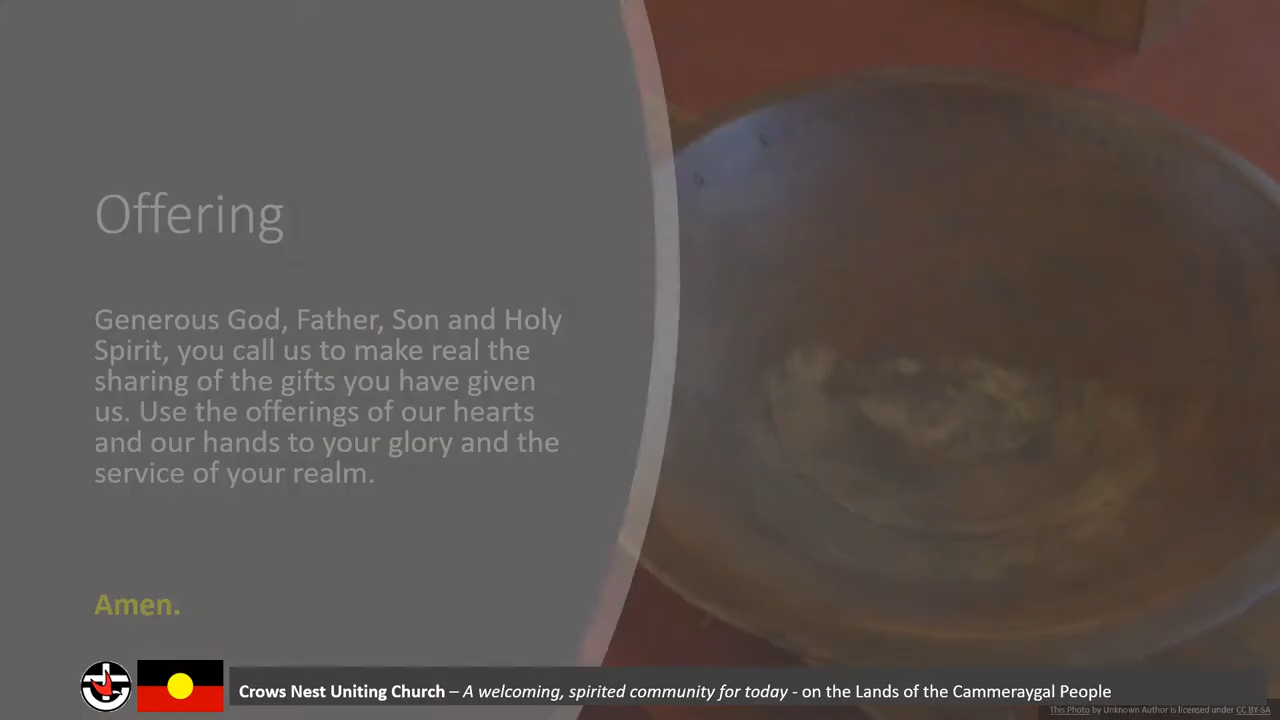 Offering
Generous God, Father, Son and Holy
Spirit, you call us to make real the
sharing of the gifts you have given
us. Use the offerings of our hearts
and our hands to your glory and the
service of your realm.
Amen.
Crows Nest Uniting Church – A welcoming, spirited community for today - on the Lands of the Cammeraygal People
This Photo by Unknown Author is licensed under CC BY-SA